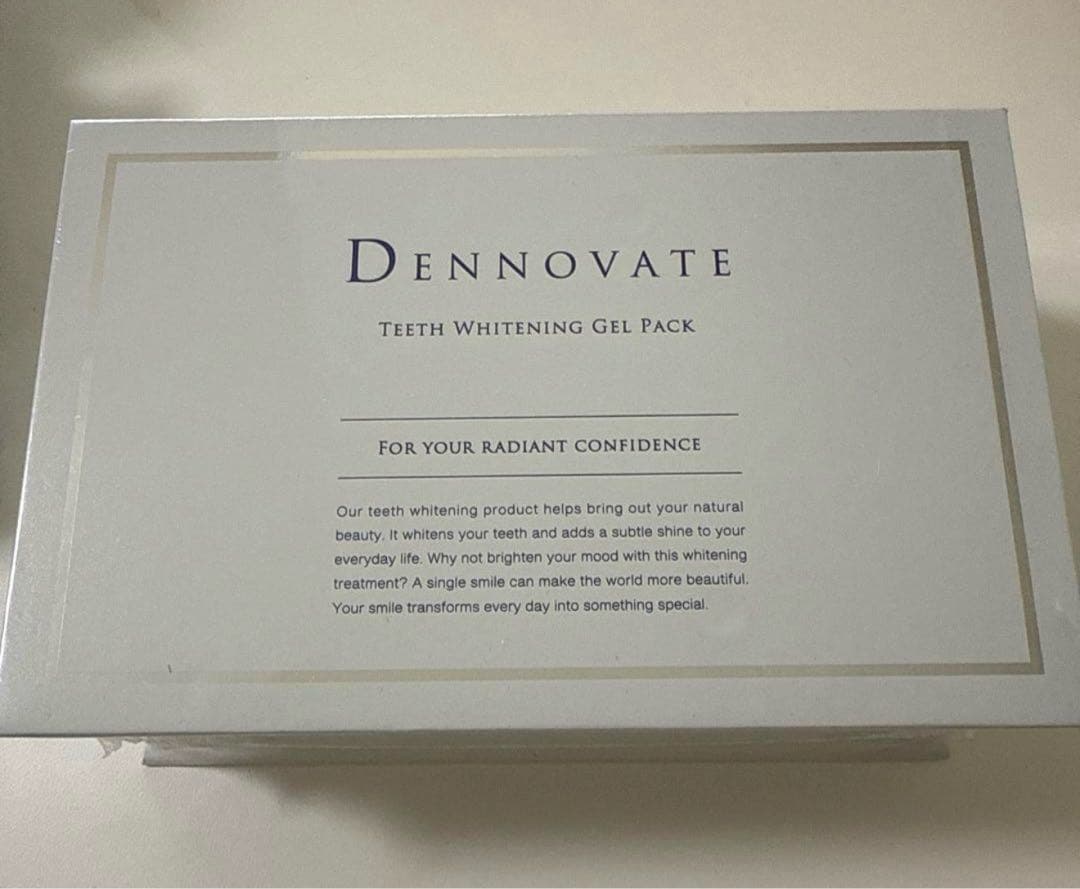 DENNOVATE
TEETH WHITENING GEL PACK
FOR YOUR RADIANT CONFIDENCE
Our teeth whitening product helps bring out your natural
beauty. It whitens your teeth and adds a subtle shine to your
everyday life. Why not brighten your mood with this whitening
treatment? A single smile can make the world more beautiful.
Your smile transforms every day into something special.